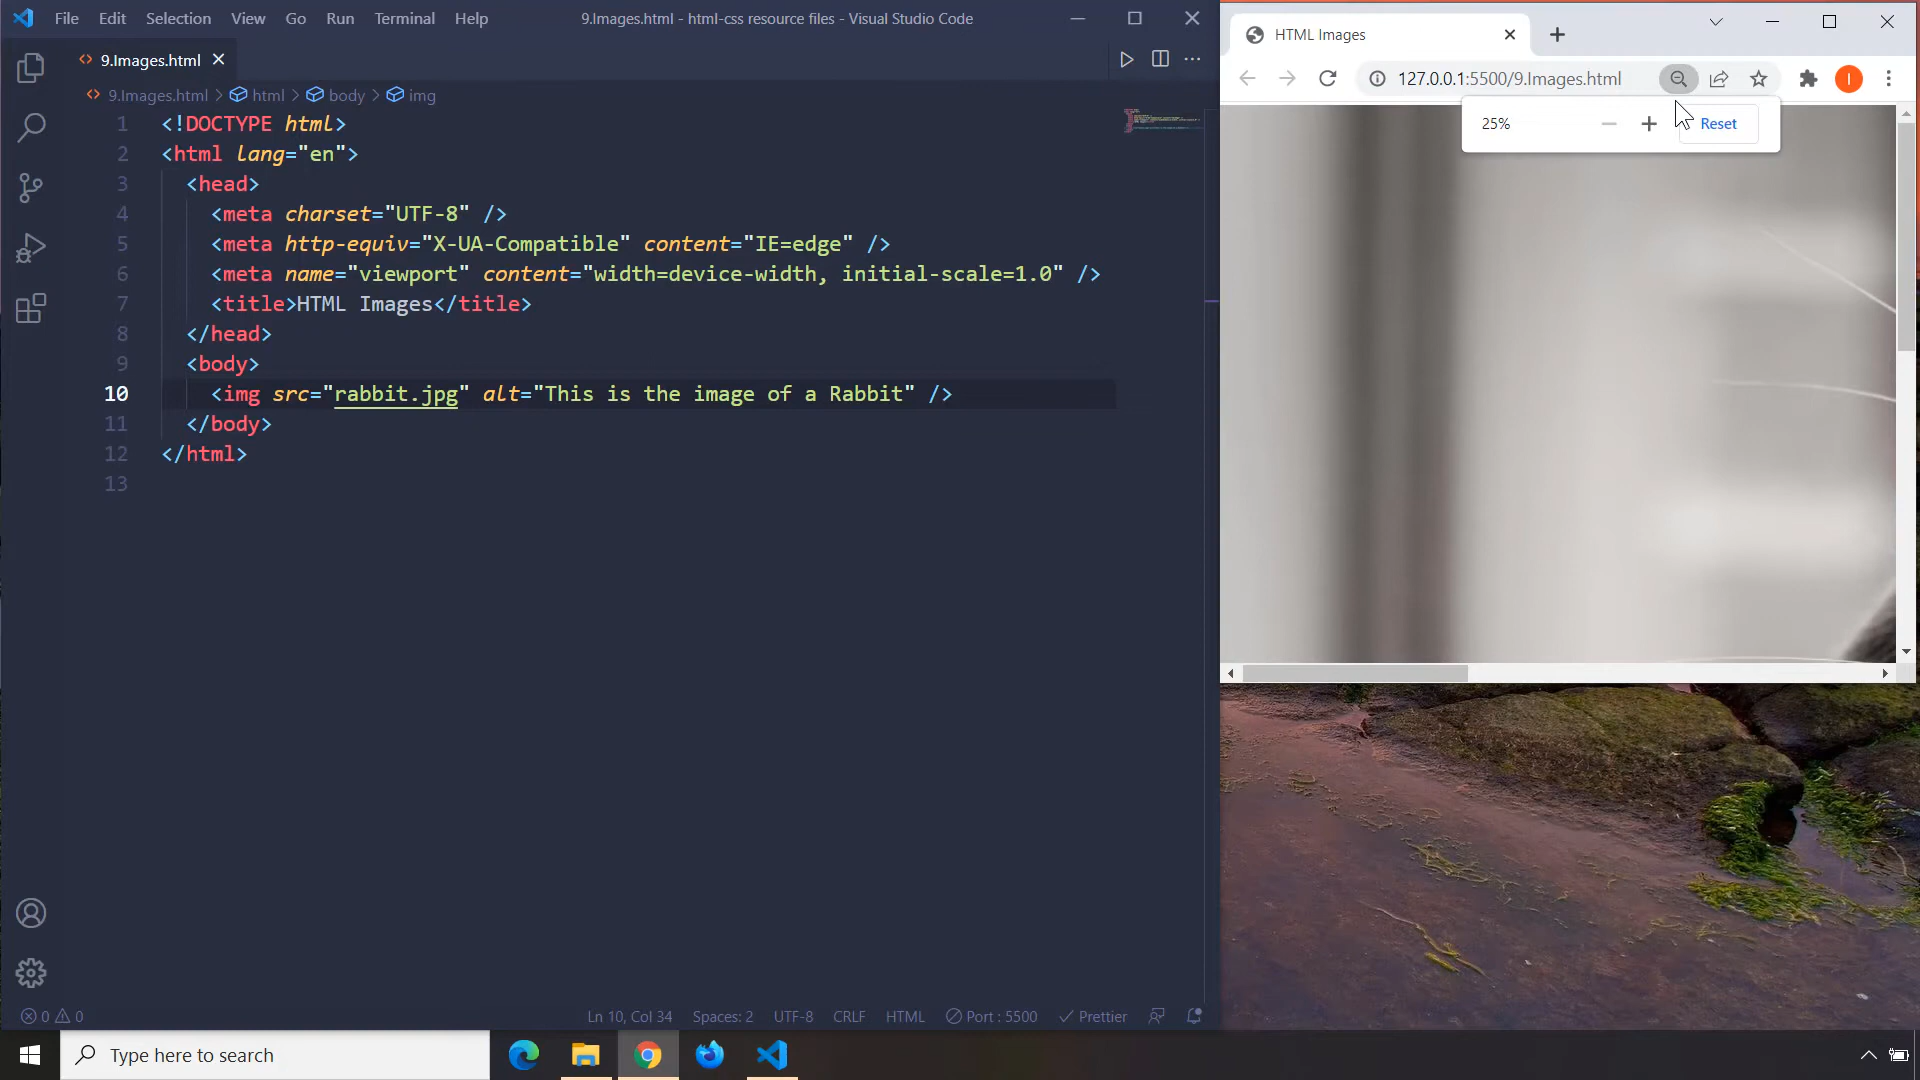 File Edit Selection View Go Run Terminal Help
9.Images.html - html-css resource files - Visual Studio Code
9.Images.html
9.Images.html html body img
1 <!DOCTYPE html>
2 <html lang="en">
3 <head>
4 <meta charset="UTF-8" />
5 <meta http-equiv="X-UA-Compatible" content="IE=edge" />
6 <meta name="viewport" content="width=device-width, initial-scale=1.0" />
7 <title>HTML Images</title>
8 </head>
9 <body>
10 <img src="rabbit.jpg" alt="This is the image of a Rabbit" />
11 </body>
12 </html>
13
0 0
Ln 10, Col 34 Spaces: 2 UTF-8 CRLF HTML Port : 5500 Prettier
HTML Images
127.0.0.1:5500/9.Images.html
I
25% Reset
Type here to search